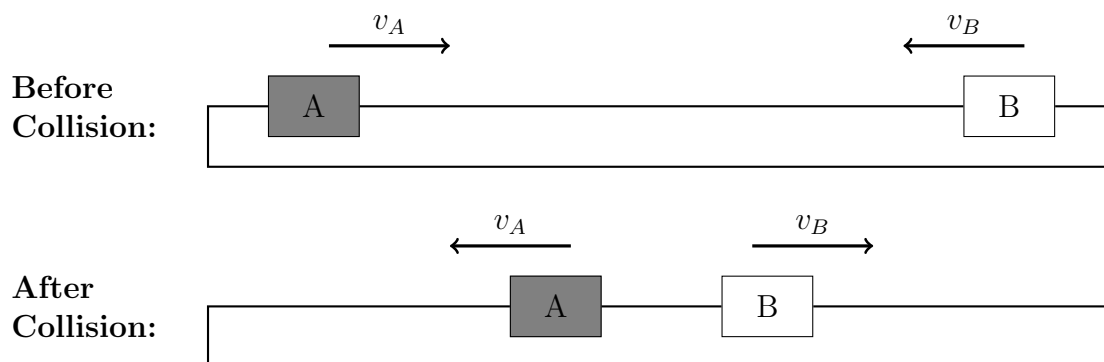 v_A v_B
Before
Collision:
A B
v_A v_B
After
Collision:
A B